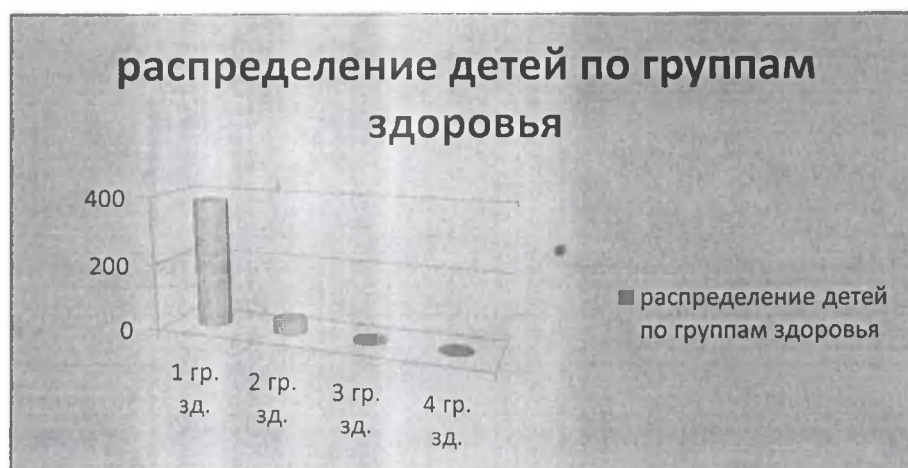 распределение детей по группам
здоровья
400
200
0
1 гр.
зд.
2 гр.
зд.
3 гр.
зд.
4 гр.
зд.
распределение детей
по группам здоровья